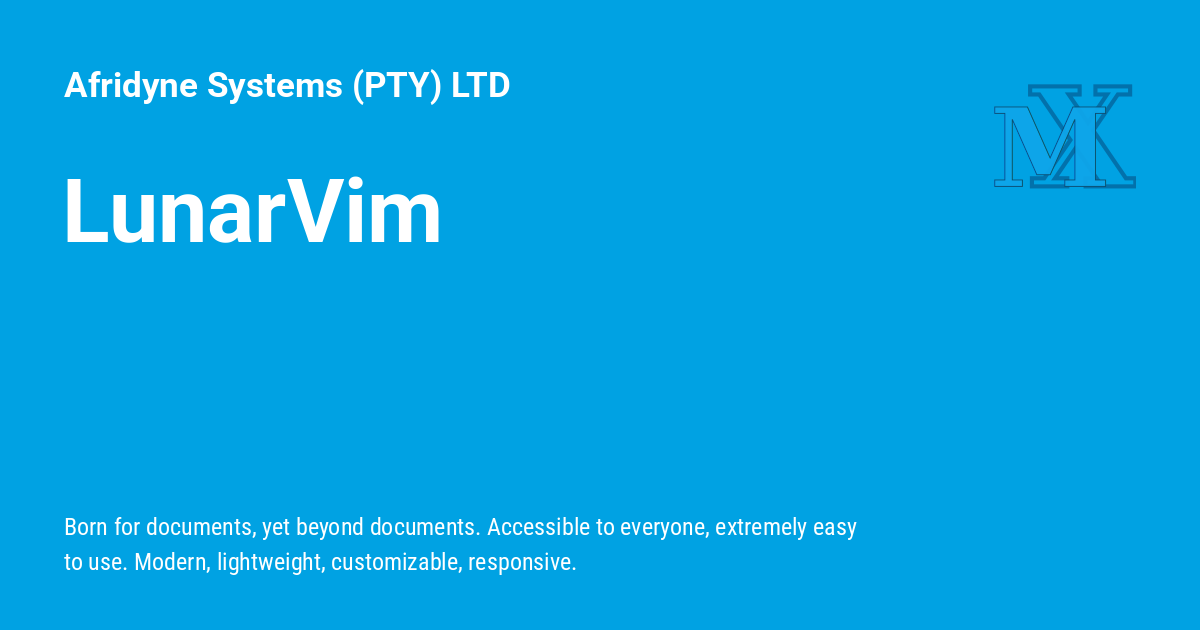 Afridyne Systems (PTY) LTD
MX
LunarVim
Born for documents, yet beyond documents. Accessible to everyone, extremely easy
to use. Modern, lightweight, customizable, responsive.